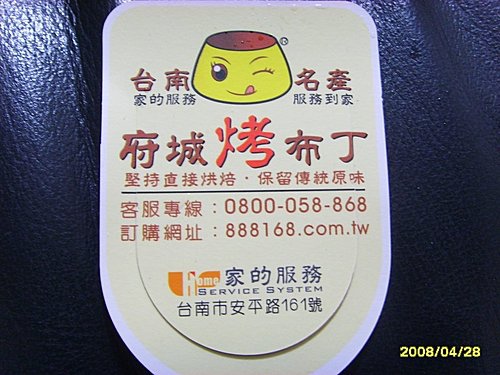 台南 名產
家的服務 服務到家
府城烤布丁
堅持直接烘焙·保留傳統原味
客服專線：0800-058-868
訂購網址：888168.com.tw
Home 家的服務
SERVICE SYSTEM
台南市安平路161號
2008/04/28